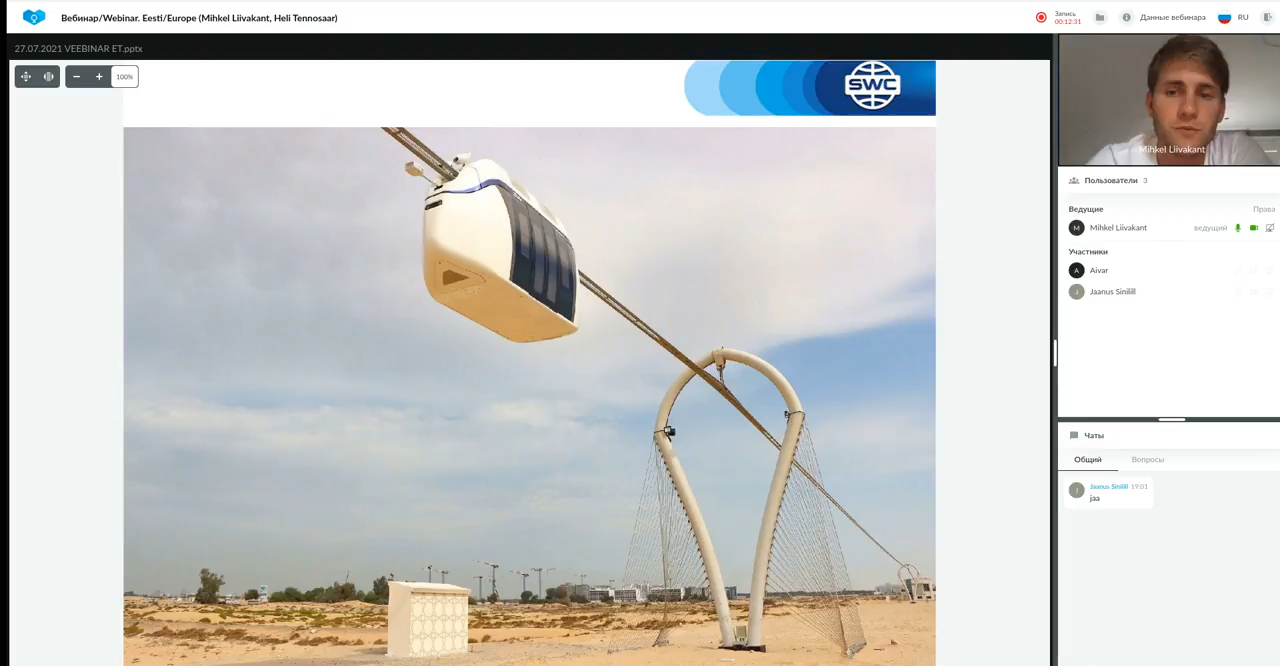 Вебинар/Webinar. Eesti/Europe (Mihkel Liivakant, Heli Tennosaar)
Запись
00:12:31
Данные вебинара
RU
27.07.2021 VEEBINAR ET.pptx
100%
SWC
Mihkel Liivakant
Пользователи 3
Ведущие
Права
M
Mihkel Liivakant
ведущий
Участники
A
Aivar
J
Jaanus Sinilill
Чаты
Общий
Вопросы
J
Jaanus Sinilill 19:01
jaa